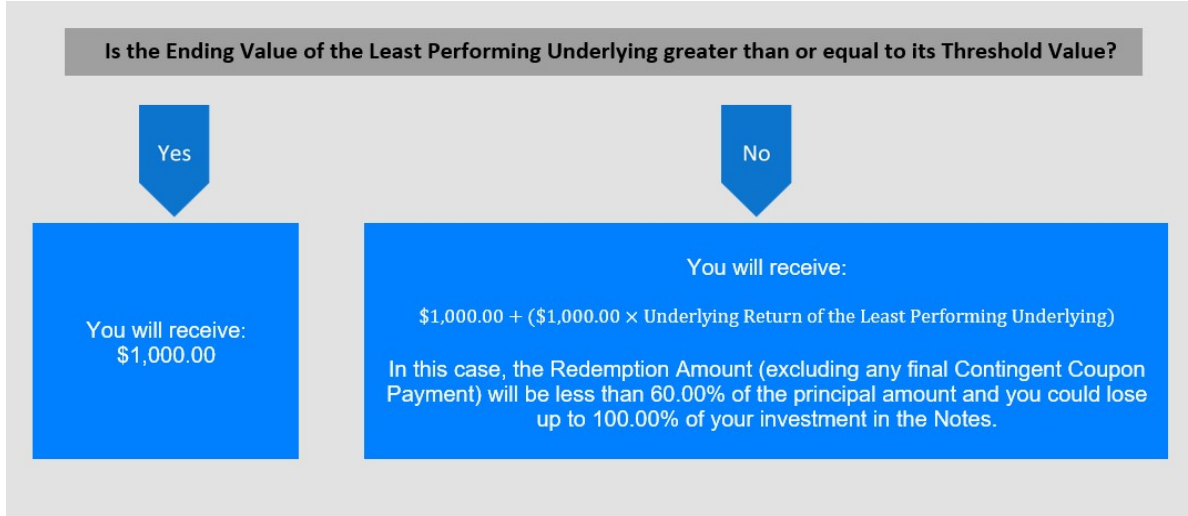 Is the Ending Value of the Least Performing Underlying greater than or equal to its Threshold Value?
Yes
No
You will receive:
$1,000.00
You will receive:
$1,000.00 + ($1,000.00 × Underlying Return of the Least Performing Underlying)
In this case, the Redemption Amount (excluding any final Contingent Coupon
Payment) will be less than 60.00% of the principal amount and you could lose
up to 100.00% of your investment in the Notes.